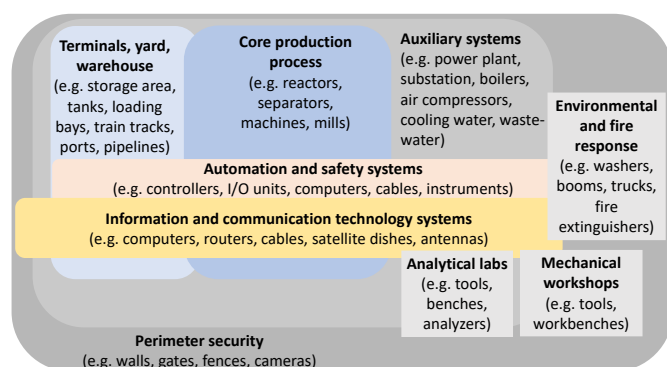 Terminals, yard,
warehouse
(e.g. storage area,
tanks, loading
bays, train tracks,
ports, pipelines)
Core production
process
(e.g. reactors,
separators,
machines, mills)
Auxiliary systems
(e.g. power plant,
substation, boilers,
air compressors,
cooling water, waste-
water)
Environmental
and fire
response
(e.g. washers,
booms, trucks,
fire
extinguishers)
Automation and safety systems
(e.g. controllers, I/O units, computers, cables, instruments)
Information and communication technology systems
(e.g. computers, routers, cables, satellite dishes, antennas)
Analytical labs
(e.g. tools,
benches,
analyzers)
Mechanical
workshops
(e.g. tools,
workbenches)
Perimeter security
(e.g. walls, gates, fences, cameras)